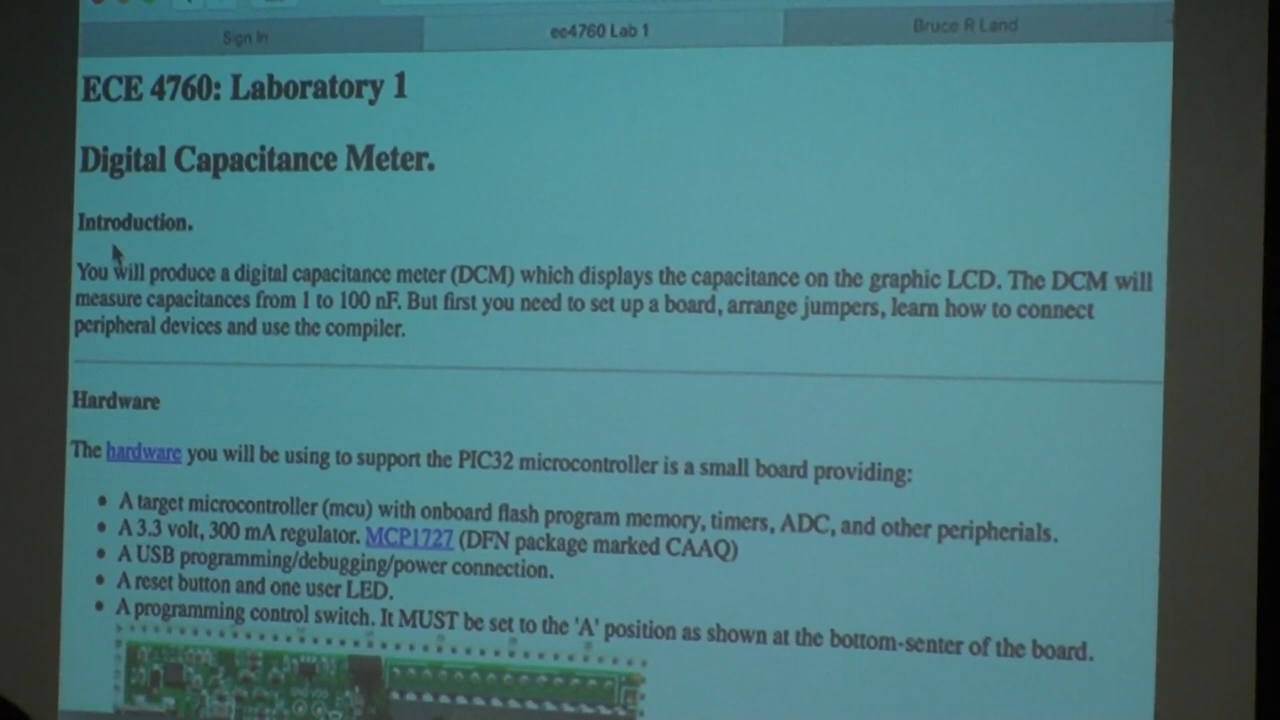 Sign In
ee4760 Lab 1
Bruce R Land
ECE 4760: Laboratory 1
Digital Capacitance Meter.
Introduction.
You will produce a digital capacitance meter (DCM) which displays the capacitance on the graphic LCD. The DCM will
measure capacitances from 1 to 100 nF. But first you need to set up a board, arrange jumpers, learn how to connect
peripheral devices and use the compiler.
Hardware
The hardware you will be using to support the PIC32 microcontroller is a small board providing:
• A target microcontroller (mcu) with onboard flash program memory, timers, ADC, and other peripherials.
• A 3.3 volt, 300 mA regulator. MCP1727 (DFN package marked CAAQ)
• A USB programming/debugging/power connection.
• A reset button and one user LED.
• A programming control switch. It MUST be set to the 'A' position as shown at the bottom-senter of the board.